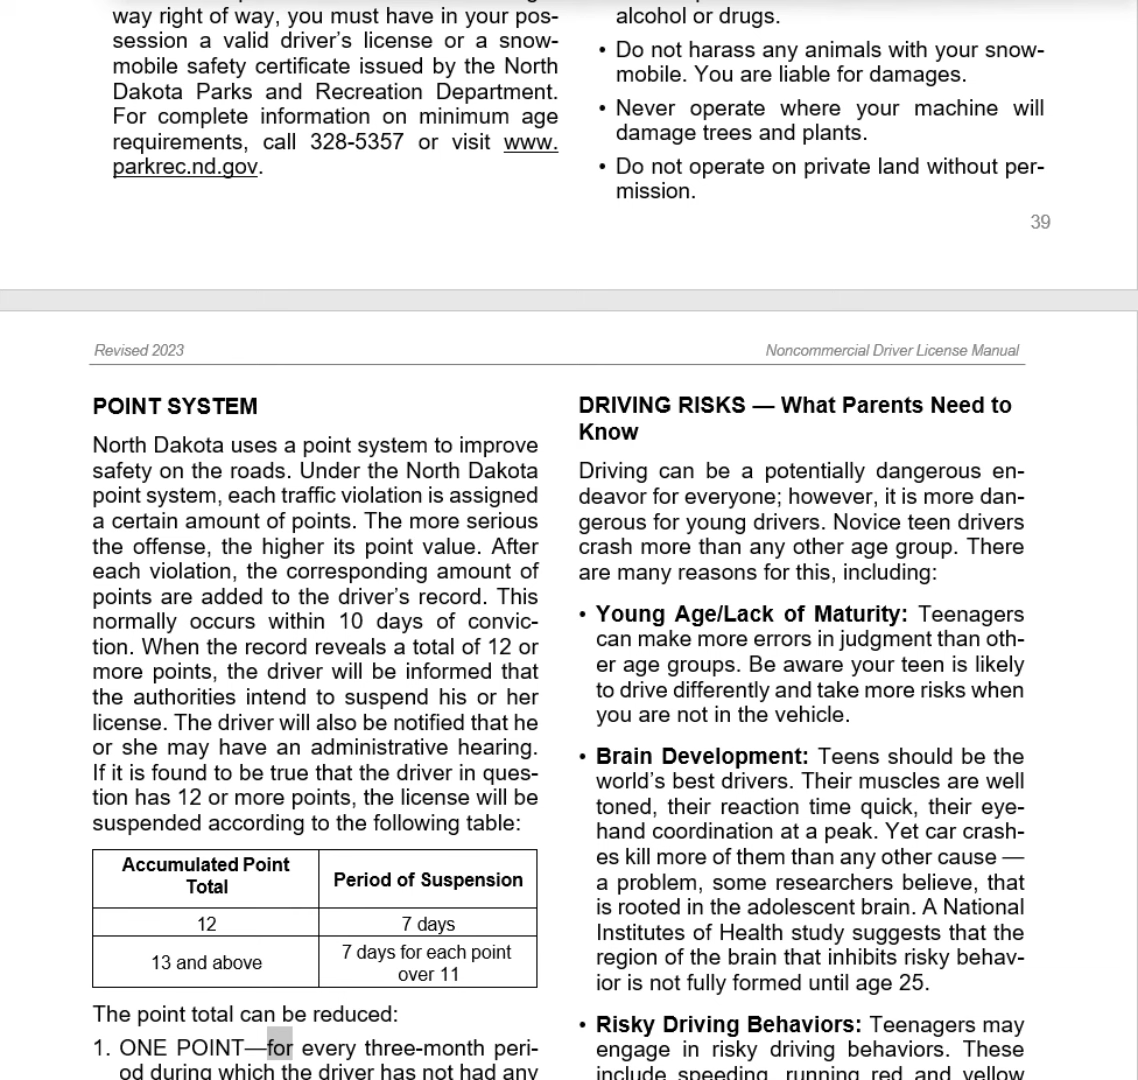 way right of way, you must have in your pos-
session a valid driver's license or a snow-
mobile safety certificate issued by the North
Dakota Parks and Recreation Department.
For complete information on minimum age
requirements, call 328-5357 or visit www.
parkrec.nd.gov.
alcohol or drugs.
• Do not harass any animals with your snow-
mobile. You are liable for damages.
• Never operate where your machine will
damage trees and plants.
• Do not operate on private land without per-
mission.
39
Revised 2023
Noncommercial Driver License Manual
POINT SYSTEM
North Dakota uses a point system to improve
safety on the roads. Under the North Dakota
point system, each traffic violation is assigned
a certain amount of points. The more serious
the offense, the higher its point value. After
each violation, the corresponding amount of
points are added to the driver's record. This
normally occurs within 10 days of convic-
tion. When the record reveals a total of 12 or
more points, the driver will be informed that
the authorities intend to suspend his or her
license. The driver will also be notified that he
or she may have an administrative hearing.
If it is found to be true that the driver in ques-
tion has 12 or more points, the license will be
suspended according to the following table:
Accumulated Point
Total
Period of Suspension
12
7 days
13 and above
7 days for each point
over 11
The point total can be reduced:
1. ONE POINT—for every three-month peri-
od during which the driver has not had any
DRIVING RISKS — What Parents Need to
Know
Driving can be a potentially dangerous en-
deavor for everyone; however, it is more dan-
gerous for young drivers. Novice teen drivers
crash more than any other age group. There
are many reasons for this, including:
• Young Age/Lack of Maturity: Teenagers
can make more errors in judgment than oth-
er age groups. Be aware your teen is likely
to drive differently and take more risks when
you are not in the vehicle.
• Brain Development: Teens should be the
world's best drivers. Their muscles are well
toned, their reaction time quick, their eye-
hand coordination at a peak. Yet car crash-
es kill more of them than any other cause —
a problem, some researchers believe, that
is rooted in the adolescent brain. A National
Institutes of Health study suggests that the
region of the brain that inhibits risky behav-
ior is not fully formed until age 25.
• Risky Driving Behaviors: Teenagers may
engage in risky driving behaviors. These
include speeding, running red and yellow